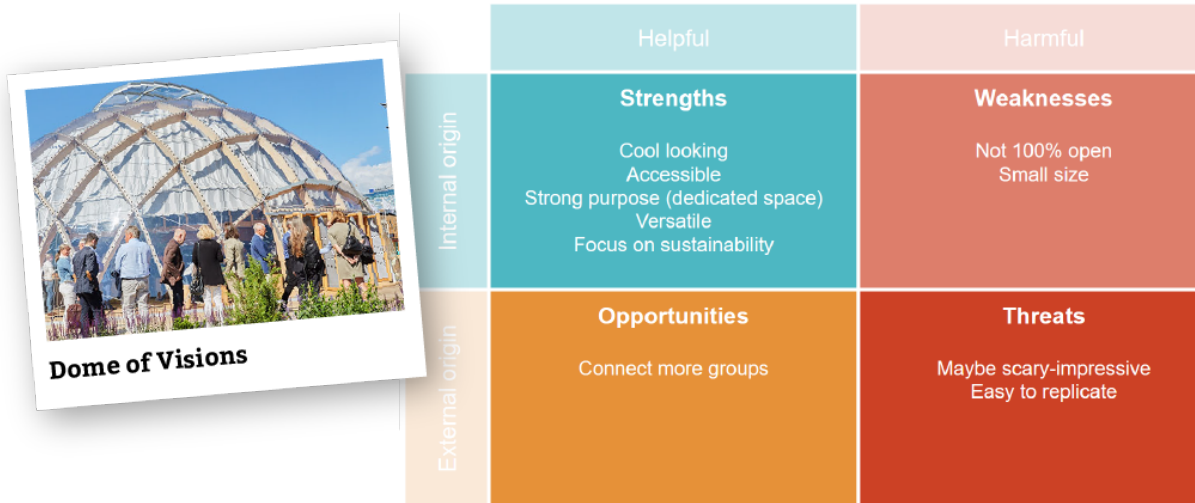 Helpful
Harmful
Internal origin
Strengths
Cool looking
Accessible
Strong purpose (dedicated space)
Versatile
Focus on sustainability
Weaknesses
Not 100% open
Small size
Dome of Visions
External origin
Opportunities
Connect more groups
Threats
Maybe scary-impressive
Easy to replicate